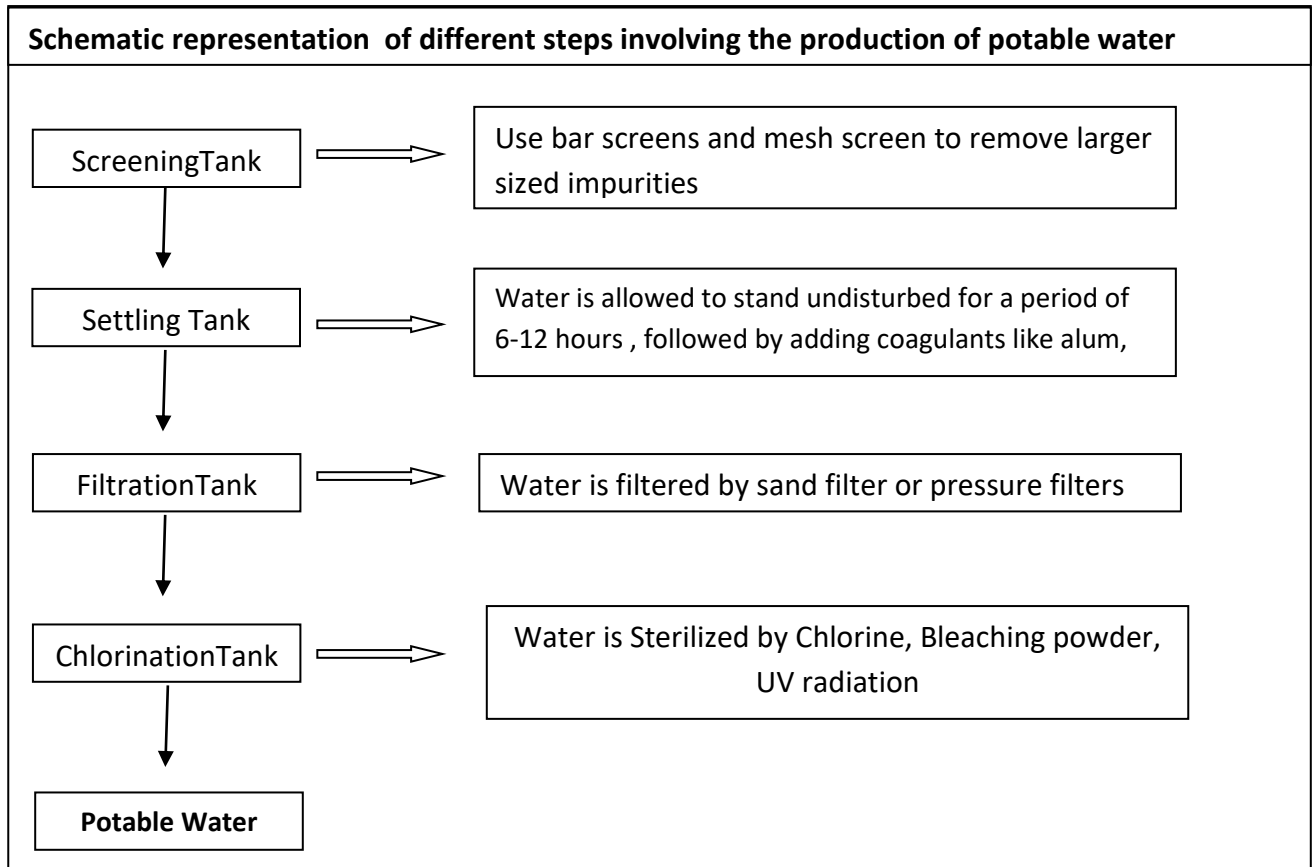 Schematic representation  of different steps involving the production of potable water
ScreeningTank
Use bar screens and mesh screen to remove larger
sized impurities
Settling Tank
Water is allowed to stand undisturbed for a period of
6-12 hours , followed by adding coagulants like alum,
FiltrationTank
Water is filtered by sand filter or pressure filters
ChlorinationTank
Water is Sterilized by Chlorine, Bleaching powder,
UV radiation
Potable Water